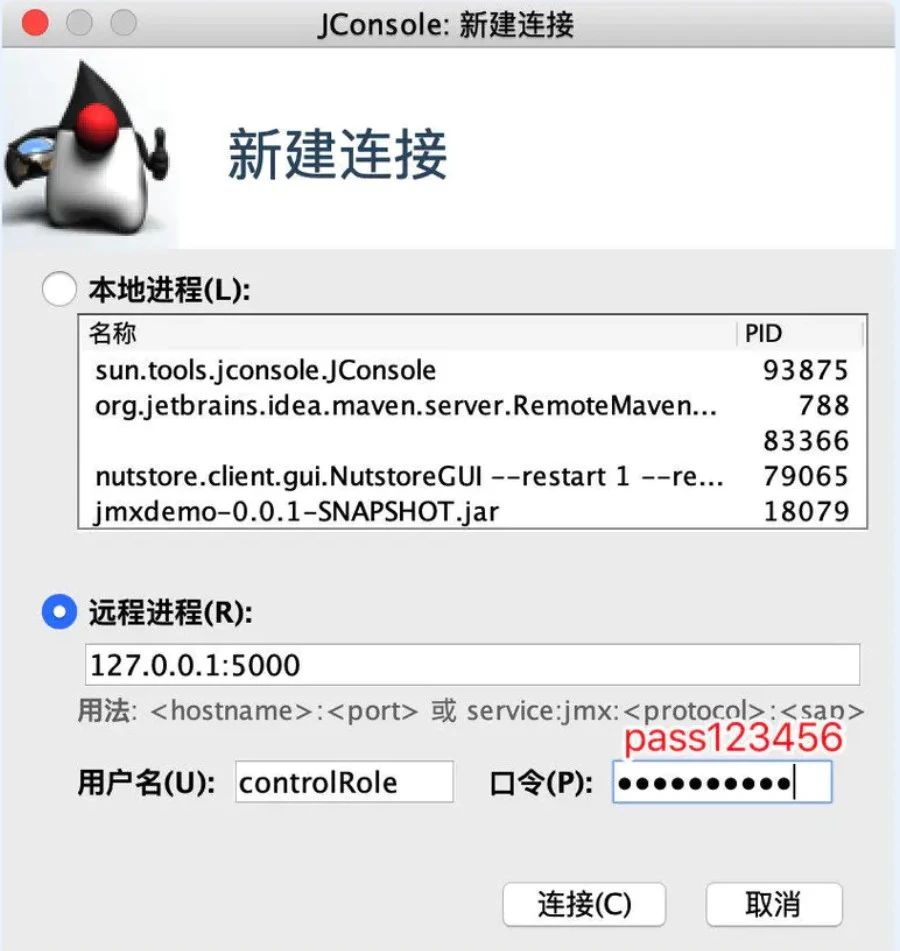 JConsole: 新建连接
新建连接
本地进程(L):
名称 PID
sun.tools.jconsole.JConsole 93875
org.jetbrains.idea.maven.server.RemoteMaven... 788
83366
nutstore.client.gui.NutstoreGUI --restart 1 --re... 79065
jmxdemo-0.0.1-SNAPSHOT.jar 18079
远程进程(R):
127.0.0.1:5000
用法: <hostname>:<port> 或 service:jmx:<protocol>:<sap>
pass123456
用户名(U): controlRole 口令(P): ●●●●●●●●●●
连接(C) 取消